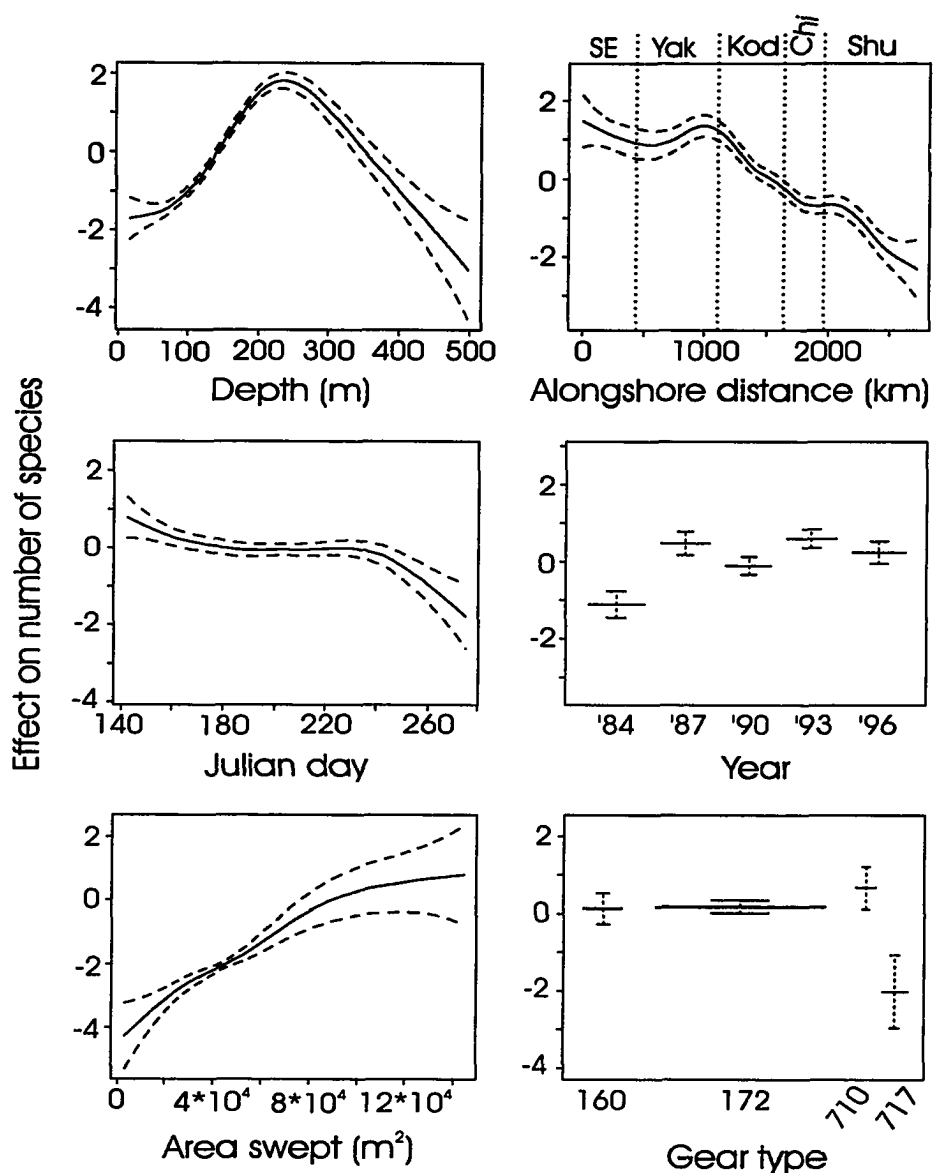 SE Yak Kod Chi Shu
2
0
-2
-4
2
0
-2
0 100 200 300 400 500
0 1000 2000
Depth (m)
Alongshore distance (km)
Effect on number of species
2
0
-2
-4
2
0
-2
140 180 220 260
'84 '87 '90 '93 '96
Julian day
Year
2
0
-2
-4
2
0
-2
-4
0 4*10⁴ 8*10⁴ 12*10⁴
160 172 710 717
Area swept (m²)
Gear type